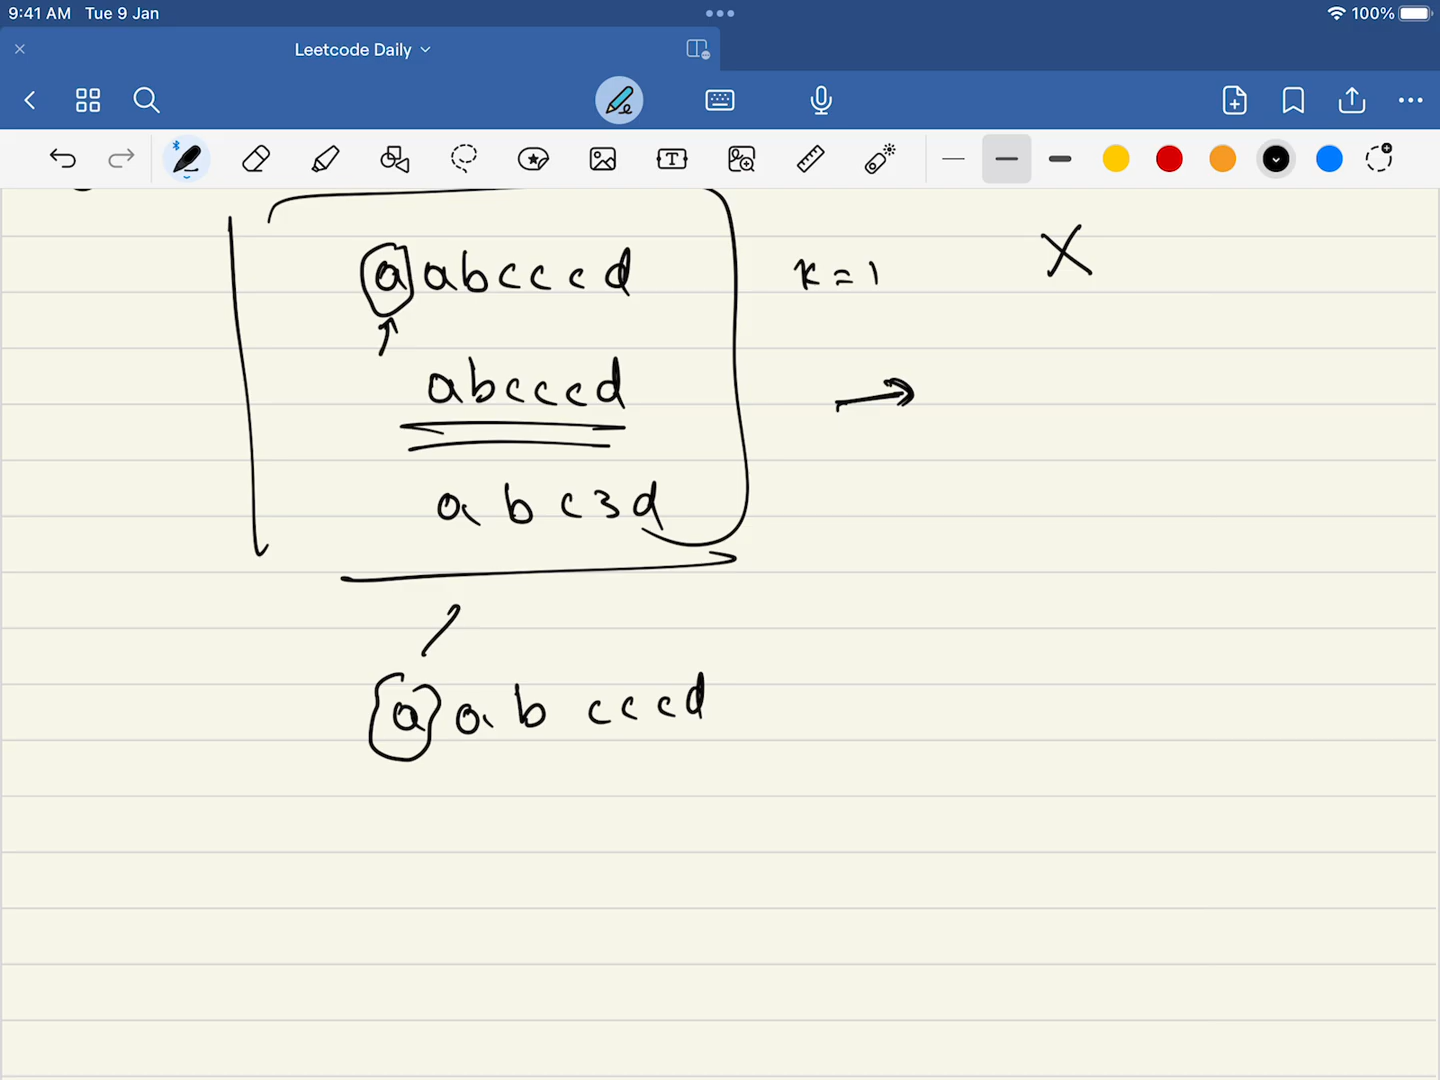 9:41 AM Tue 9 Jan 100%
Leetcode Daily
aabcccd k = 1 X
abcccd →
abc3d
aabcccd